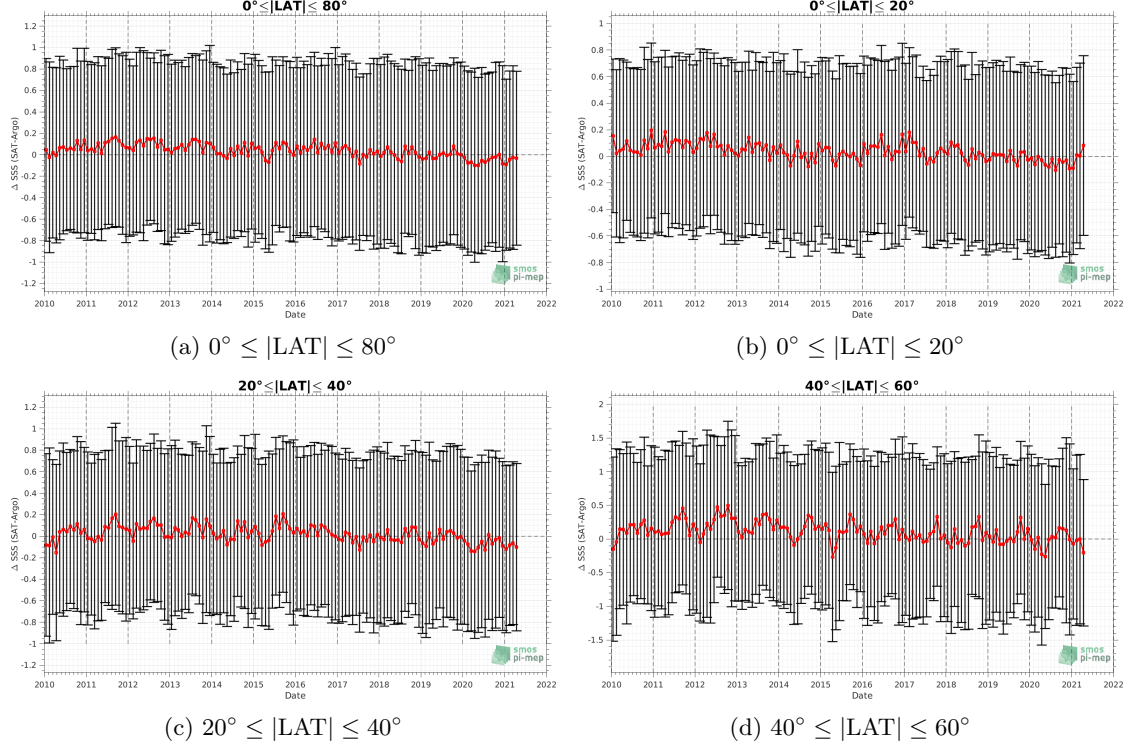 0°≤|LAT|≤ 80°
1.2
1
0.8
0.6
0.4
0.2
0
-0.2
-0.4
-0.6
-0.8
-1
-1.2
Δ SSS (SAT-Argo)
smos
pi-mep
2010 2011 2012 2013 2014 2015 2016 2017 2018 2019 2020 2021 2022
Date
(a) 0° ≤ |LAT| ≤ 80°
0°≤|LAT|≤ 20°
1
0.8
0.6
0.4
0.2
0
-0.2
-0.4
-0.6
-0.8
-1
Δ SSS (SAT-Argo)
smos
pi-mep
2010 2011 2012 2013 2014 2015 2016 2017 2018 2019 2020 2021 2022
Date
(b) 0° ≤ |LAT| ≤ 20°
20°≤|LAT|≤ 40°
1.2
1
0.8
0.6
0.4
0.2
0
-0.2
-0.4
-0.6
-0.8
-1
-1.2
Δ SSS (SAT-Argo)
smos
pi-mep
2010 2011 2012 2013 2014 2015 2016 2017 2018 2019 2020 2021 2022
Date
(c) 20° ≤ |LAT| ≤ 40°
40°≤|LAT|≤ 60°
2
1.5
1
0.5
0
-0.5
-1
-1.5
Δ SSS (SAT-Argo)
smos
pi-mep
2010 2011 2012 2013 2014 2015 2016 2017 2018 2019 2020 2021 2022
Date
(d) 40° ≤ |LAT| ≤ 60°